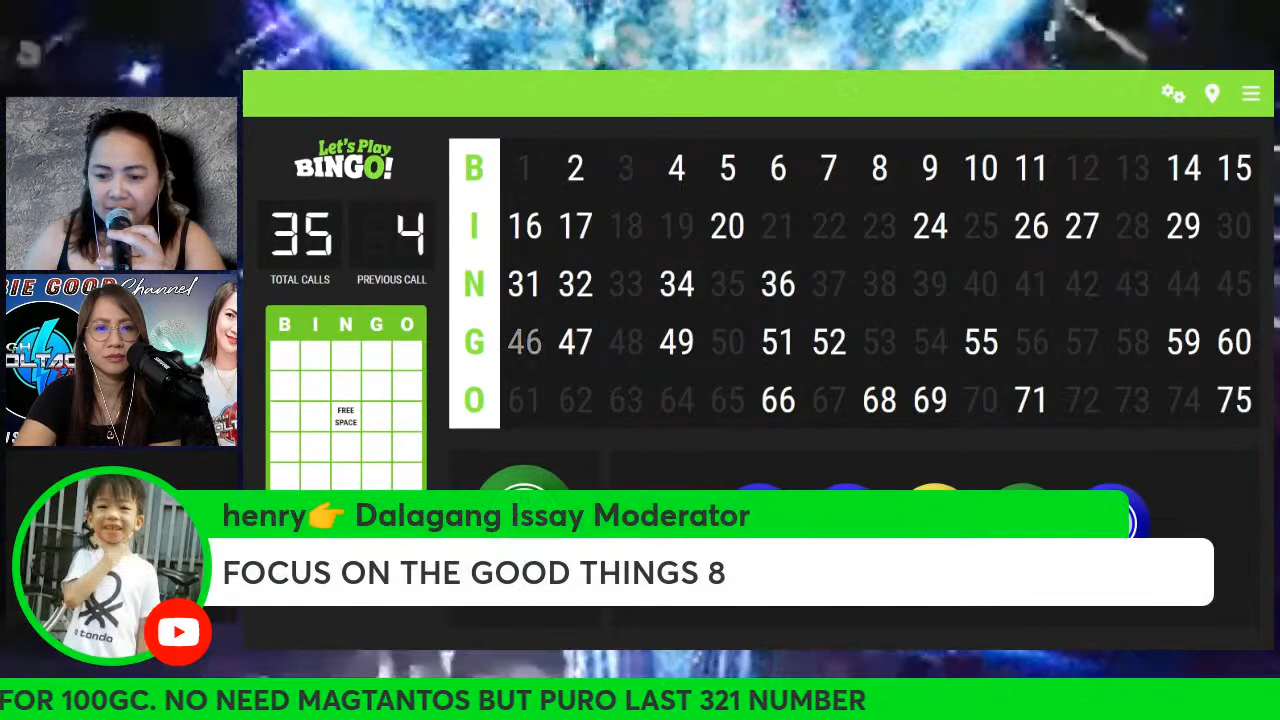 Let's Play
BINGO!
35
4
TOTAL CALLS
PREVIOUS CALL
B I N G O
FREE
SPACE
B 1 2 3 4 5 6 7 8 9 10 11 12 13 14 15
I 16 17 18 19 20 21 22 23 24 25 26 27 28 29 30
N 31 32 33 34 35 36 37 38 39 40 41 42 43 44 45
G 46 47 48 49 50 51 52 53 54 55 56 57 58 59 60
O 61 62 63 64 65 66 67 68 69 70 71 72 73 74 75
GOOD Channel
henry👉 Dalagang Issay Moderator
FOCUS ON THE GOOD THINGS 8
FOR 100GC. NO NEED MAGTANTOS BUT PURO LAST 321 NUMBER